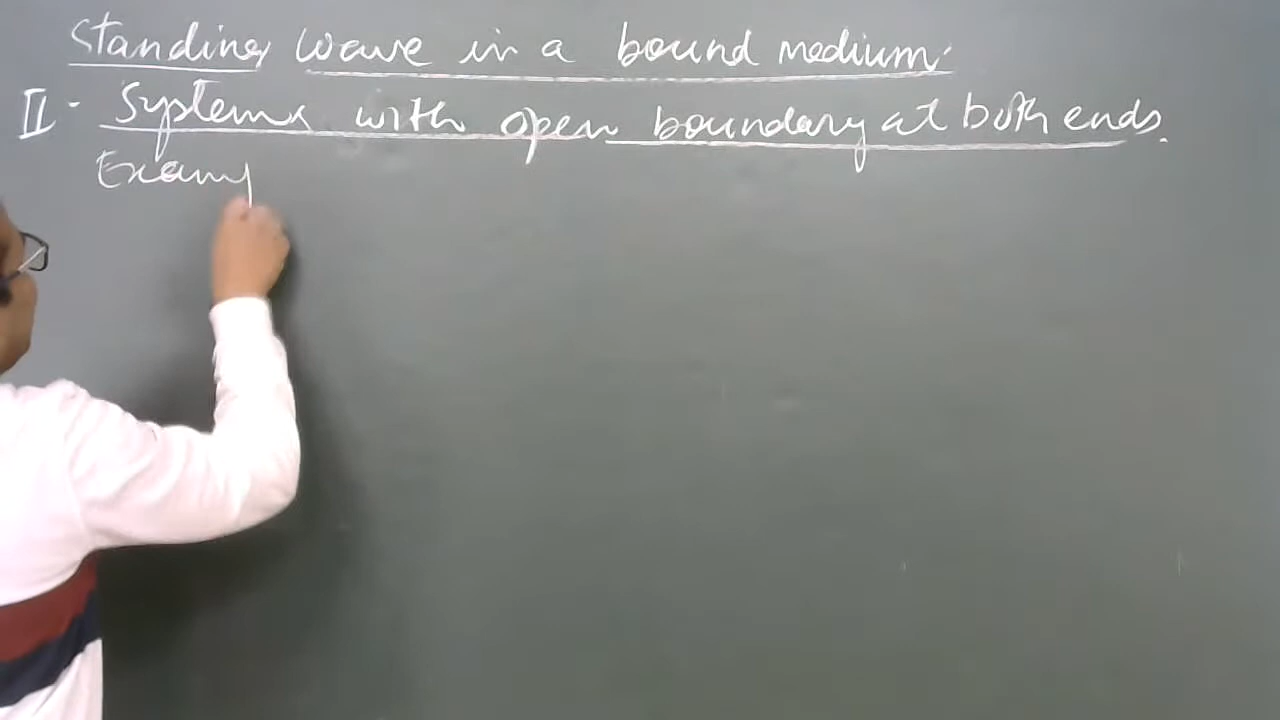 Standing wave in a bound medium.
II - Systems with open boundary at both ends.
Examp